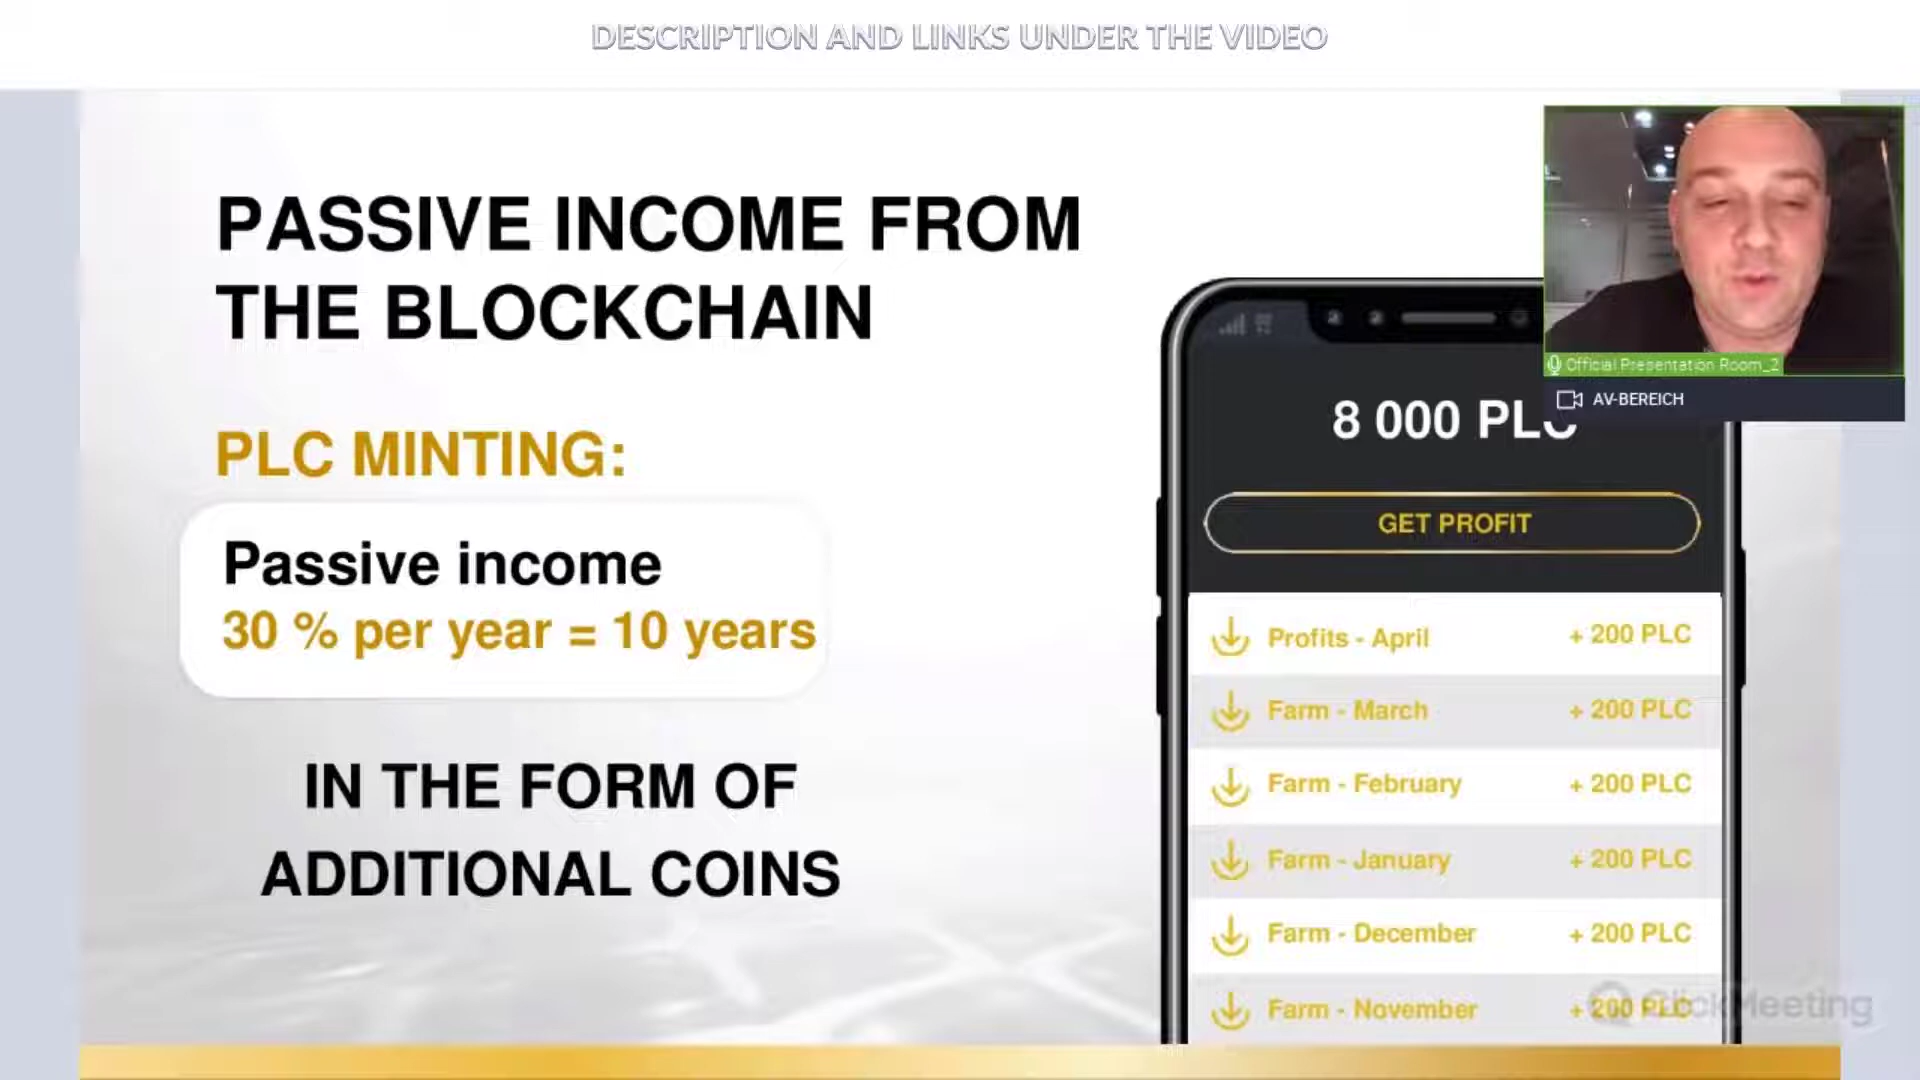 DESCRIPTION AND LINKS UNDER THE VIDEO
PASSIVE INCOME FROM
THE BLOCKCHAIN
PLC MINTING:
Passive income
30 % per year = 10 years
IN THE FORM OF
ADDITIONAL COINS
Official Presentation Room_2
AV-BEREICH
8 000 PLC
GET PROFIT
Profits - April + 200 PLC
Farm - March + 200 PLC
Farm - February + 200 PLC
Farm - January + 200 PLC
Farm - December + 200 PLC
Farm - November + 200 PLC
ClickMeeting